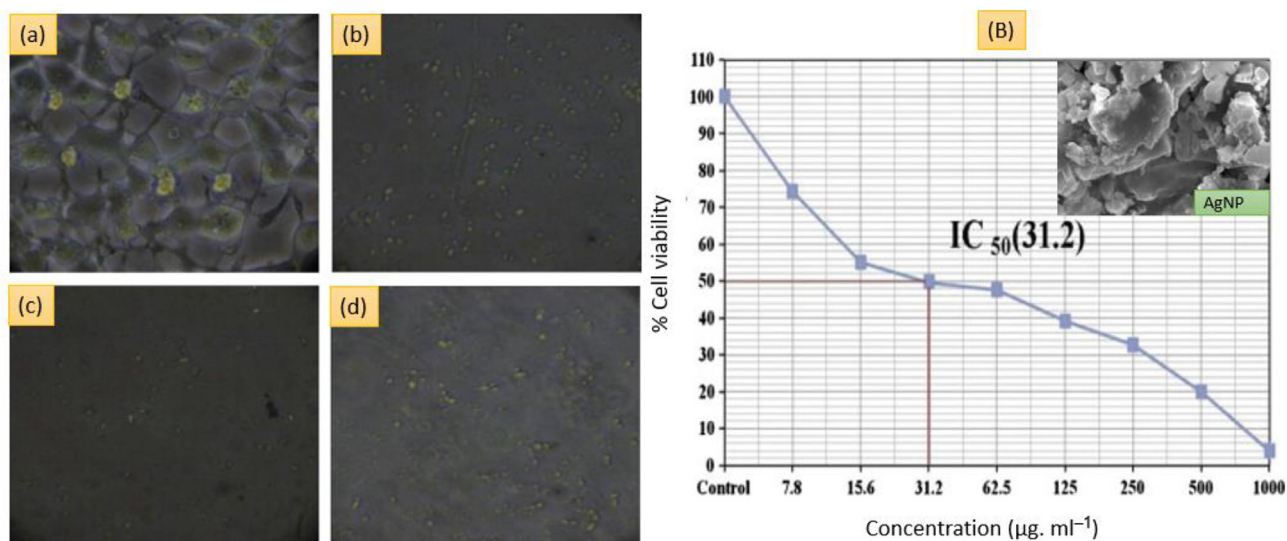 (a)
(b)
(c)
(d)
(B)
AgNP
IC 50(31.2)
% Cell viability
110
100
90
80
70
60
50
40
30
20
10
0
Control 7.8 15.6 31.2 62.5 125 250 500 1000
Concentration (µg. ml⁻¹)